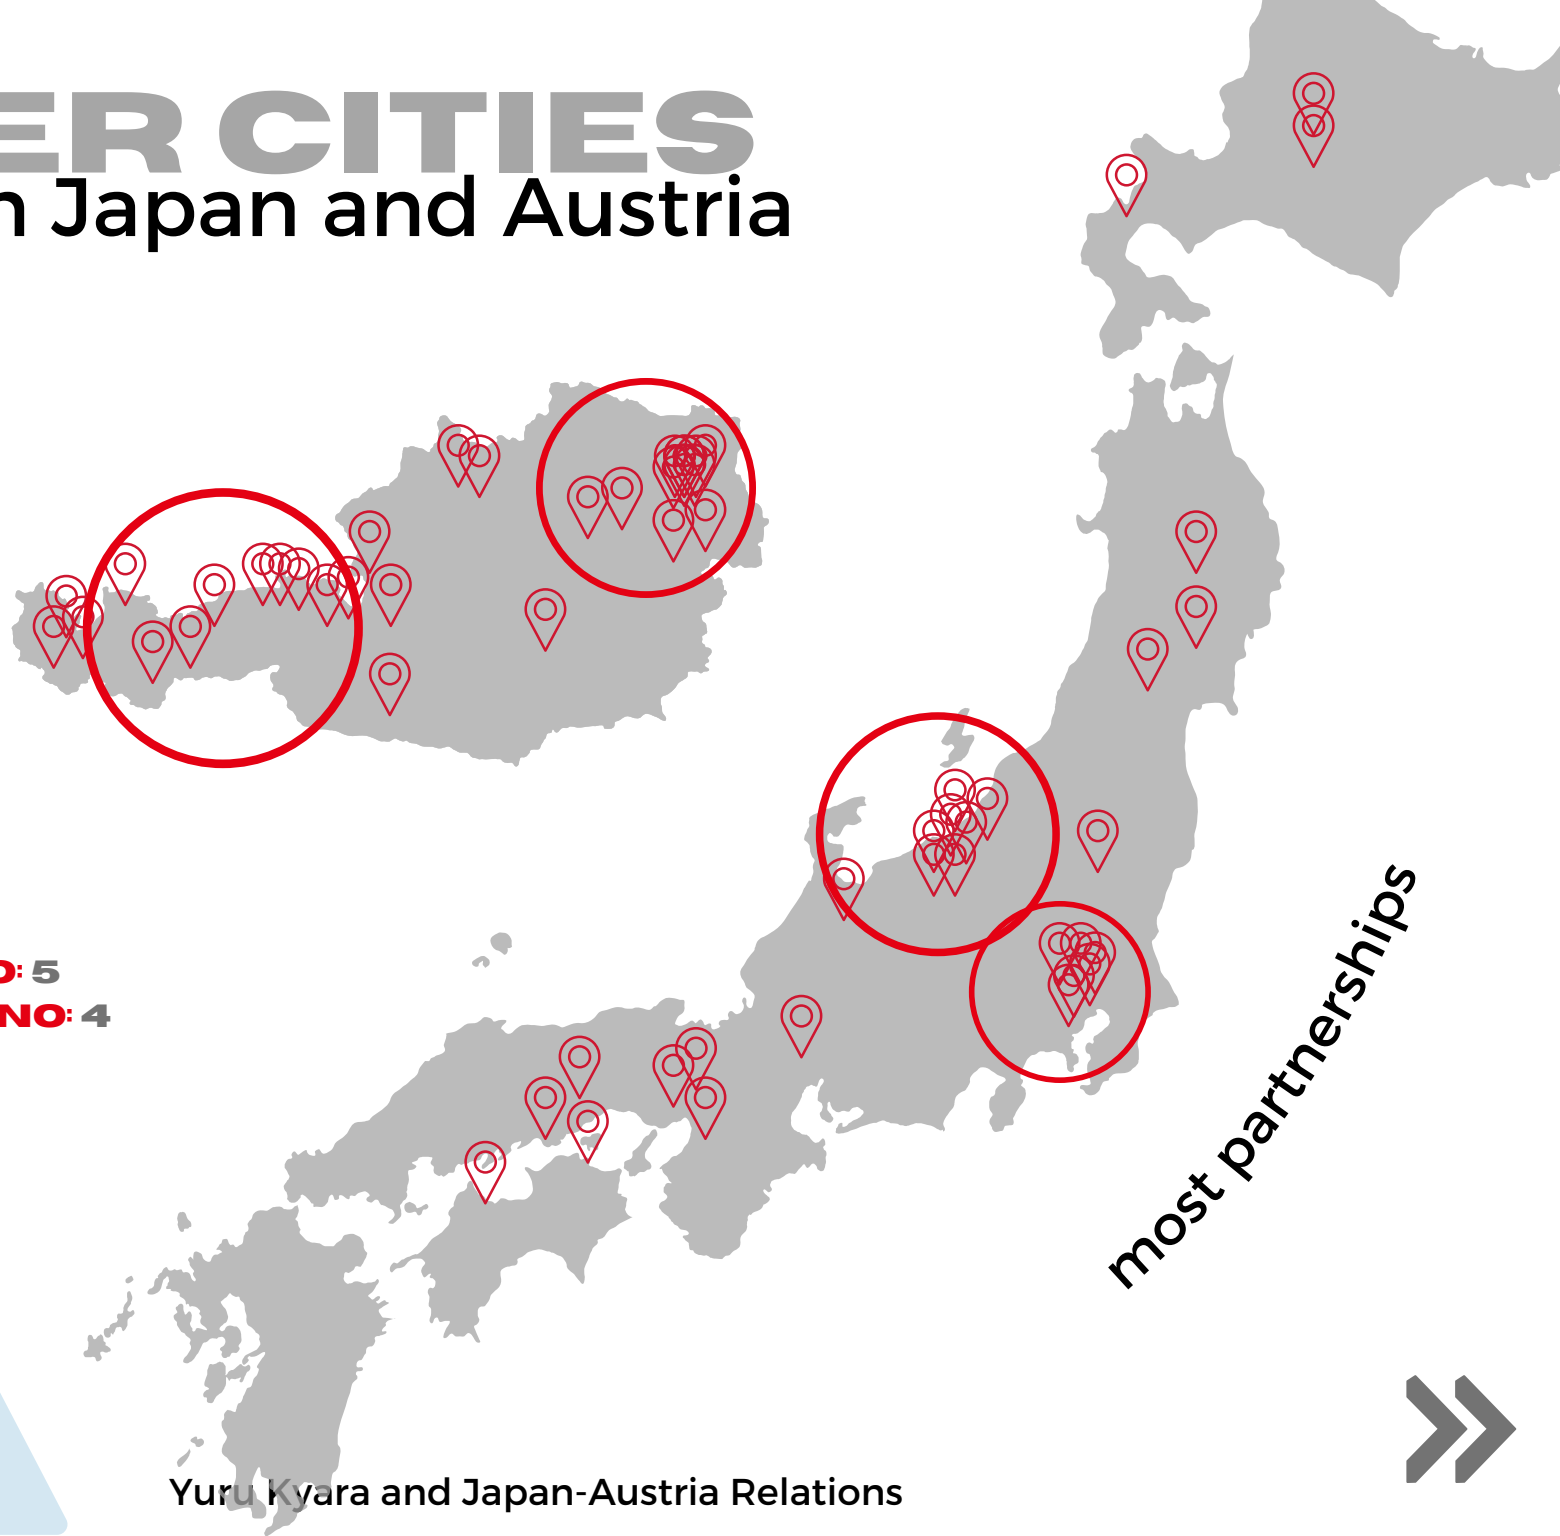 ER CITIES
n Japan and Austria
O: 5
NO: 4
most partnerships
Yuru Kyara and Japan-Austria Relations